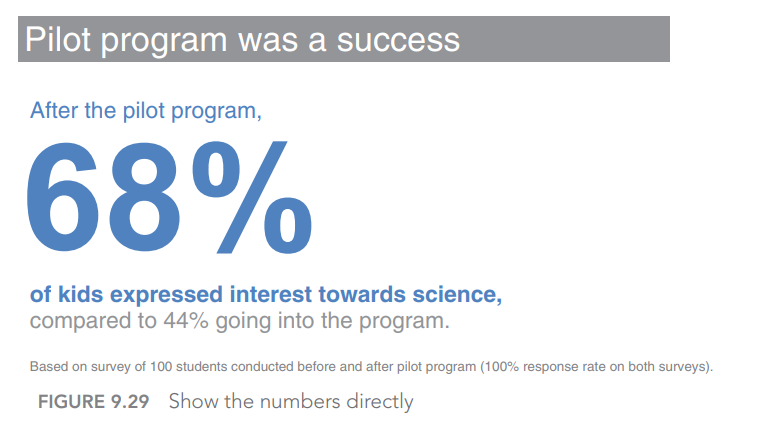 Pilot program was a success
After the pilot program,
68%
of kids expressed interest towards science,
compared to 44% going into the program.
Based on survey of 100 students conducted before and after pilot program (100% response rate on both surveys).
FIGURE 9.29 Show the numbers directly